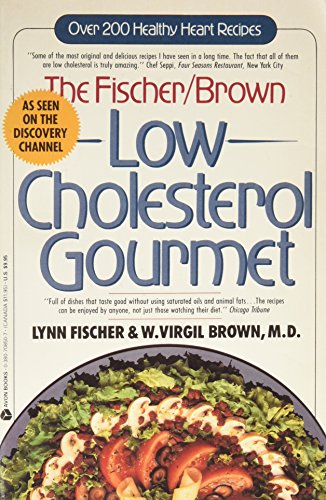 Over 200 Healthy Heart Recipes
"Some of the most original and delicious recipes I have seen in a long time. The fact that all of them
are low cholesterol is truly amazing." Chef Seppi, Four Seasons Restaurant, New York City
The Fischer/Brown
AS SEEN
ON THE
DISCOVERY
CHANNEL
Low
Cholesterol
Gourmet
"Full of dishes that taste good without using saturated oils and animal fats...The recipes
can be enjoyed by anyone, not just those watching their diet." Chicago Tribune
LYNN FISCHER & W. VIRGIL BROWN, M.D.
AVON BOOKS
U.S. $9.95